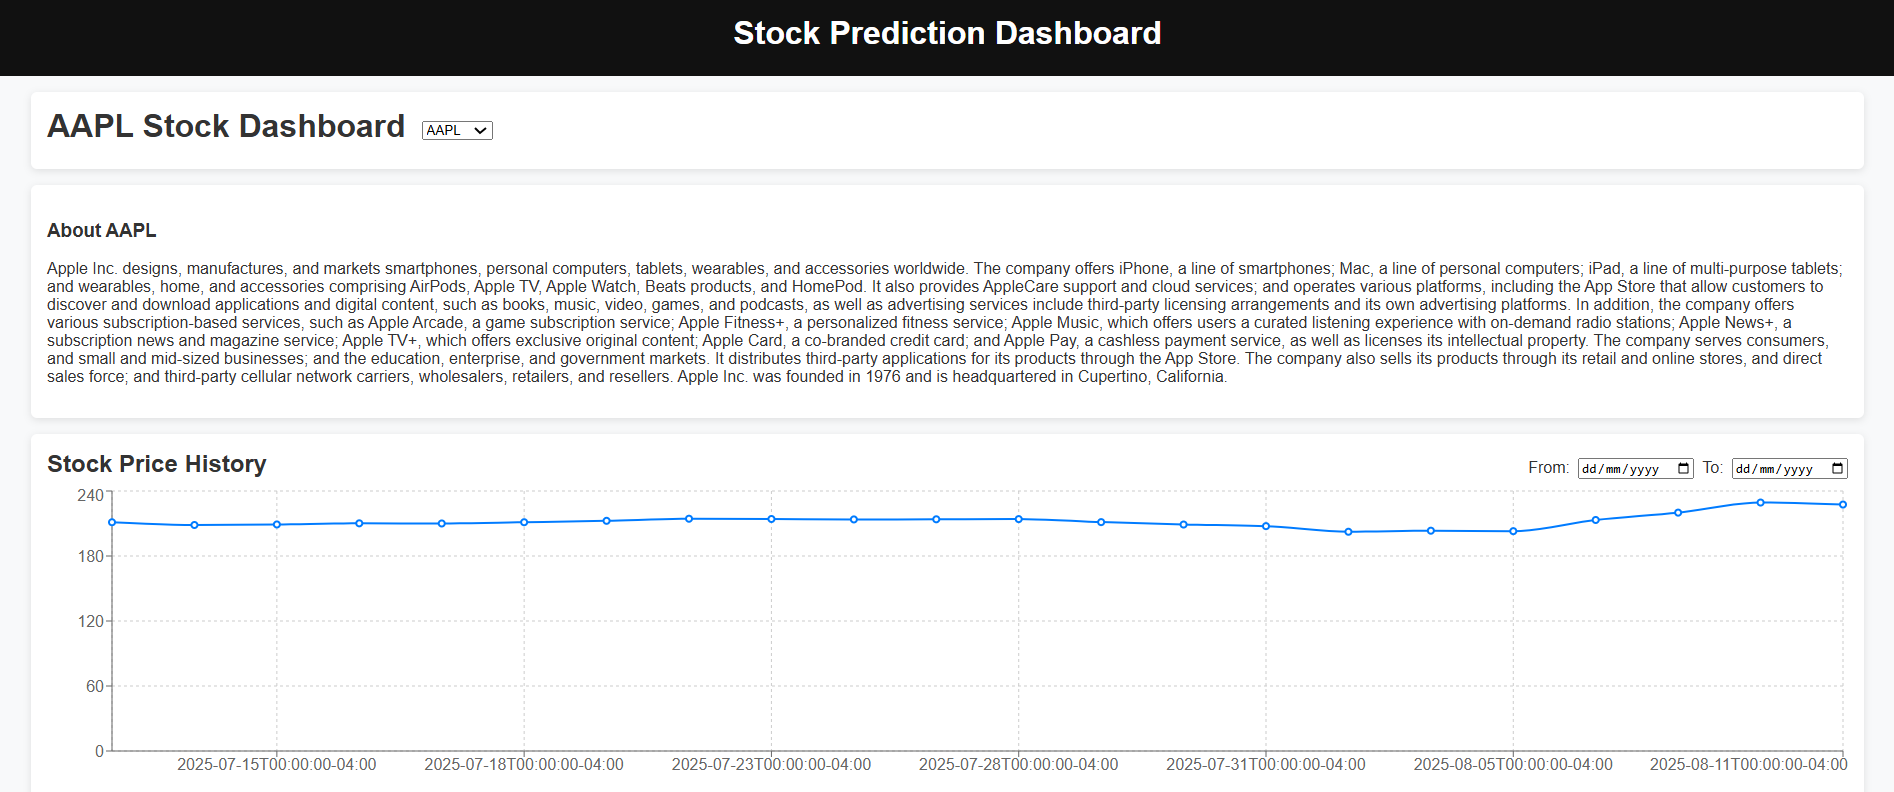 Stock Prediction Dashboard
AAPL Stock Dashboard AAPL
About AAPL
Apple Inc. designs, manufactures, and markets smartphones, personal computers, tablets, wearables, and accessories worldwide. The company offers iPhone, a line of smartphones; Mac, a line of personal computers; iPad, a line of multi-purpose tablets;
and wearables, home, and accessories comprising AirPods, Apple TV, Apple Watch, Beats products, and HomePod. It also provides AppleCare support and cloud services; and operates various platforms, including the App Store that allow customers to
discover and download applications and digital content, such as books, music, video, games, and podcasts, as well as advertising services include third-party licensing arrangements and its own advertising platforms. In addition, the company offers
various subscription-based services, such as Apple Arcade, a game subscription service; Apple Fitness+, a personalized fitness service; Apple Music, which offers users a curated listening experience with on-demand radio stations; Apple News+, a
subscription news and magazine service; Apple TV+, which offers exclusive original content; Apple Card, a co-branded credit card; and Apple Pay, a cashless payment service, as well as licenses its intellectual property. The company serves consumers,
and small and mid-sized businesses; and the education, enterprise, and government markets. It distributes third-party applications for its products through the App Store. The company also sells its products through its retail and online stores, and direct
sales force; and third-party cellular network carriers, wholesalers, retailers, and resellers. Apple Inc. was founded in 1976 and is headquartered in Cupertino, California.
Stock Price History From: dd/mm/yyyy To: dd/mm/yyyy
240
180
120
60
0
2025-07-15T00:00:00-04:00 2025-07-18T00:00:00-04:00 2025-07-23T00:00:00-04:00 2025-07-28T00:00:00-04:00 2025-07-31T00:00:00-04:00 2025-08-05T00:00:00-04:00 2025-08-11T00:00:00-04:00